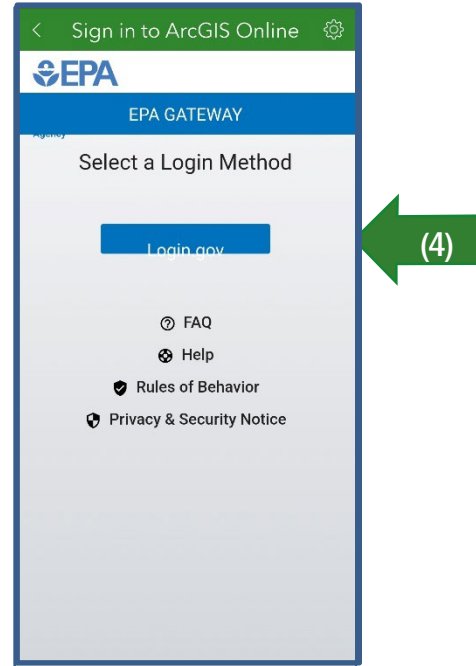 < Sign in to ArcGIS Online
EPA
EPA GATEWAY
Agency
Select a Login Method
Login.gov
(4)
FAQ
Help
Rules of Behavior
Privacy & Security Notice